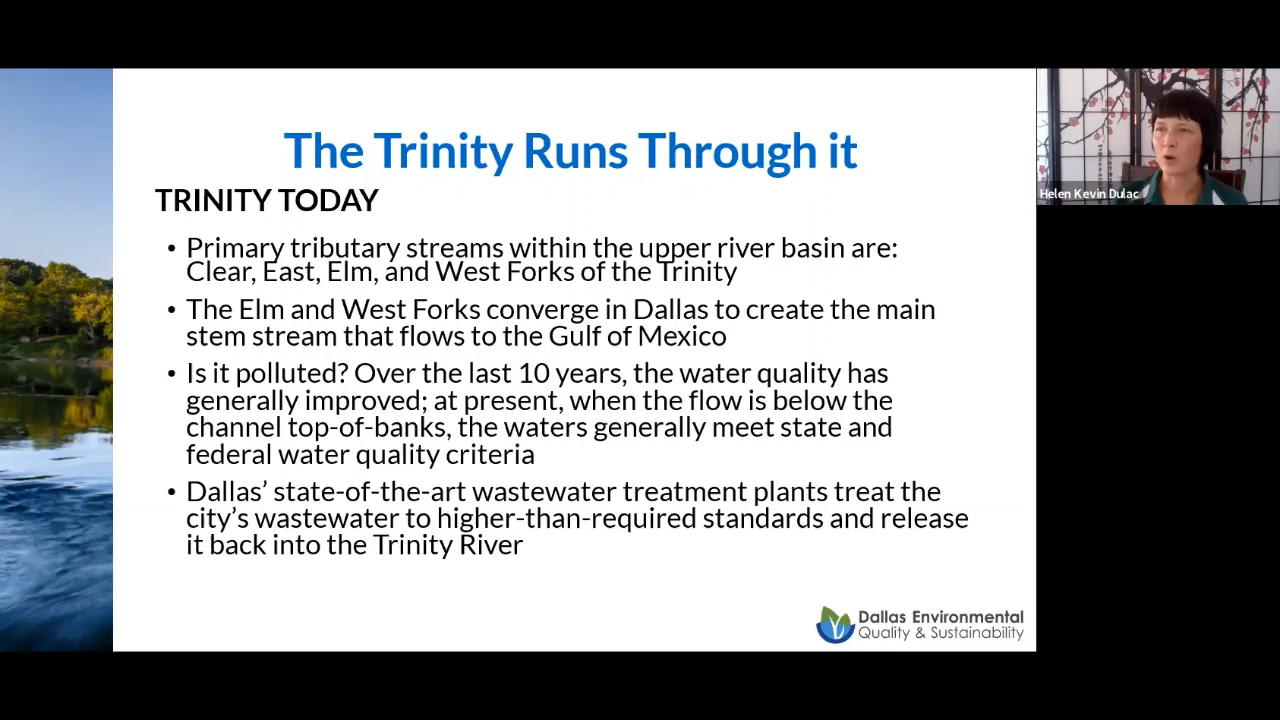 The Trinity Runs Through it
TRINITY TODAY
• Primary tributary streams within the upper river basin are:
Clear, East, Elm, and West Forks of the Trinity
• The Elm and West Forks converge in Dallas to create the main
stem stream that flows to the Gulf of Mexico
• Is it polluted? Over the last 10 years, the water quality has
generally improved; at present, when the flow is below the
channel top-of-banks, the waters generally meet state and
federal water quality criteria
• Dallas’ state-of-the-art wastewater treatment plants treat the
city’s wastewater to higher-than-required standards and release
it back into the Trinity River
Dallas Environmental
Quality & Sustainability
Helen Kevin Dulac